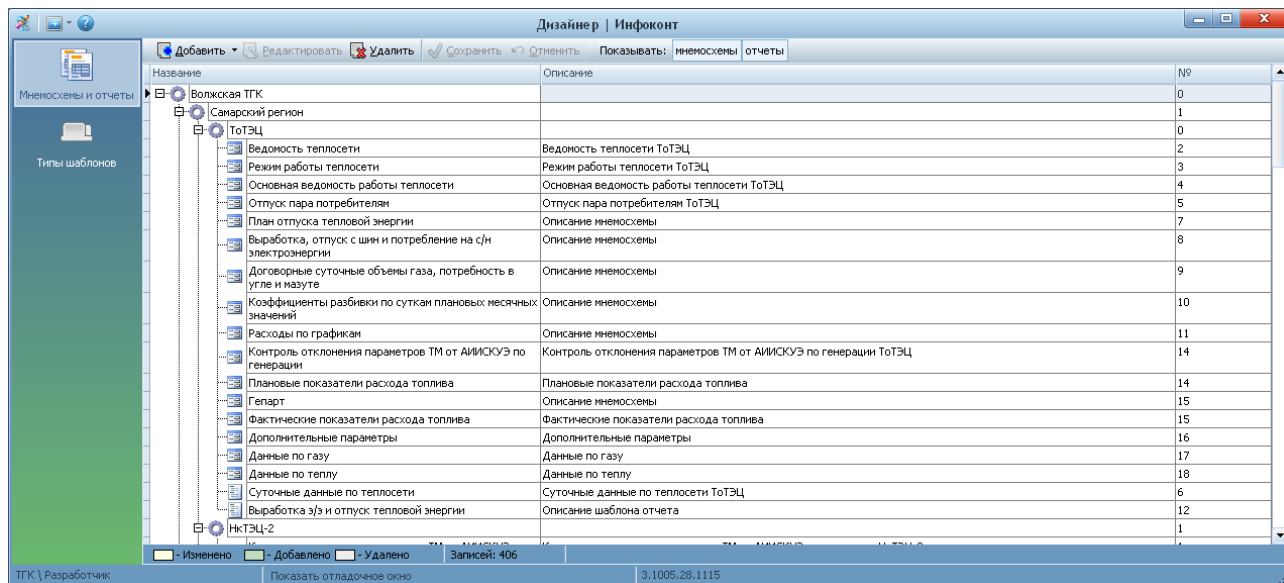 Дизайнер | Инфоконт
Добавить Редактировать Удалить Сохранить Отменить Показывать: мнемосхемы отчеты
Мнемосхемы и отчеты
Типы шаблонов
Название Описание №
Волжская ТГК 0
Самарский регион 1
ТоТЭЦ 0
Ведомость теплосети Ведомость теплосети ТоТЭЦ 2
Режим работы теплосети Режим работы теплосети ТоТЭЦ 3
Основная ведомость работы теплосети Основная ведомость работы теплосети ТоТЭЦ 4
Отпуск пара потребителям Отпуск пара потребителям ТоТЭЦ 5
План отпуска тепловой энергии Описание мнемосхемы 7
Выработка, отпуск с шин и потребление на с/н Описание мнемосхемы 8
электроэнергии
Договорные суточные объемы газа, потребность в Описание мнемосхемы 9
угле и мазуте
Коэффициенты разбивки по суткам плановых месячных Описание мнемосхемы 10
значений
Расходы по графикам Описание мнемосхемы 11
Контроль отклонения параметров ТМ от АИИСКУЭ по Контроль отклонения параметров ТМ от АИИСКУЭ по генерации ТоТЭЦ 14
генерации
Плановые показатели расхода топлива Плановые показатели расхода топлива 14
Гепарт Описание мнемосхемы 15
Фактические показатели расхода топлива Фактические показатели расхода топлива 15
Дополнительные параметры Дополнительные параметры 16
Данные по газу Данные по газу 17
Данные по теплу Данные по теплу 18
Суточные данные по теплосети Суточные данные по теплосети ТоТЭЦ 6
Выработка э/э и отпуск тепловой энергии Описание шаблона отчета 12
НкТЭЦ-2 1
- Изменено - Добавлено - Удалено Записей: 406
ТГК \ Разработчик Показать отладочное окно 3.1005.28.1115